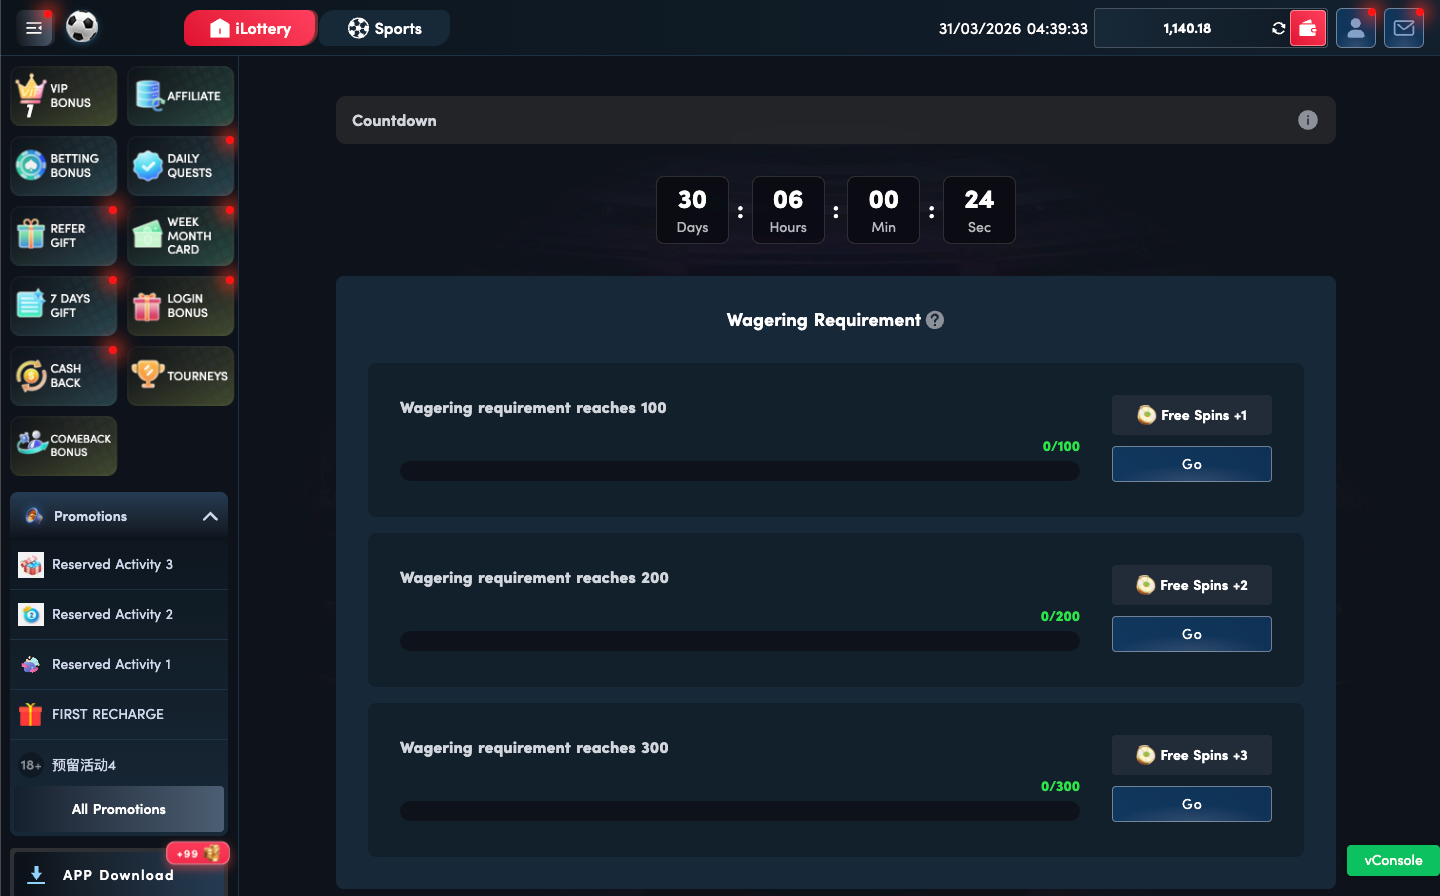 iLottery
Sports
31/03/2026 04:39:33
1,140.18
VIP
BONUS
1
AFFILIATE
BETTING
BONUS
DAILY
QUESTS
REFER
GIFT
WEEK
MONTH
CARD
7 DAYS
GIFT
LOGIN
BONUS
CASH
BACK
TOURNEYS
COMEBACK
BONUS
Promotions
Reserved Activity 3
Reserved Activity 2
Reserved Activity 1
FIRST RECHARGE
18+ 预留活动4
All Promotions
+99
APP Download
Countdown
30 : 06 : 00 : 24
Days Hours Min Sec
Wagering Requirement
Wagering requirement reaches 100
0/100
Free Spins +1
Go
Wagering requirement reaches 200
0/200
Free Spins +2
Go
Wagering requirement reaches 300
0/300
Free Spins +3
Go
vConsole